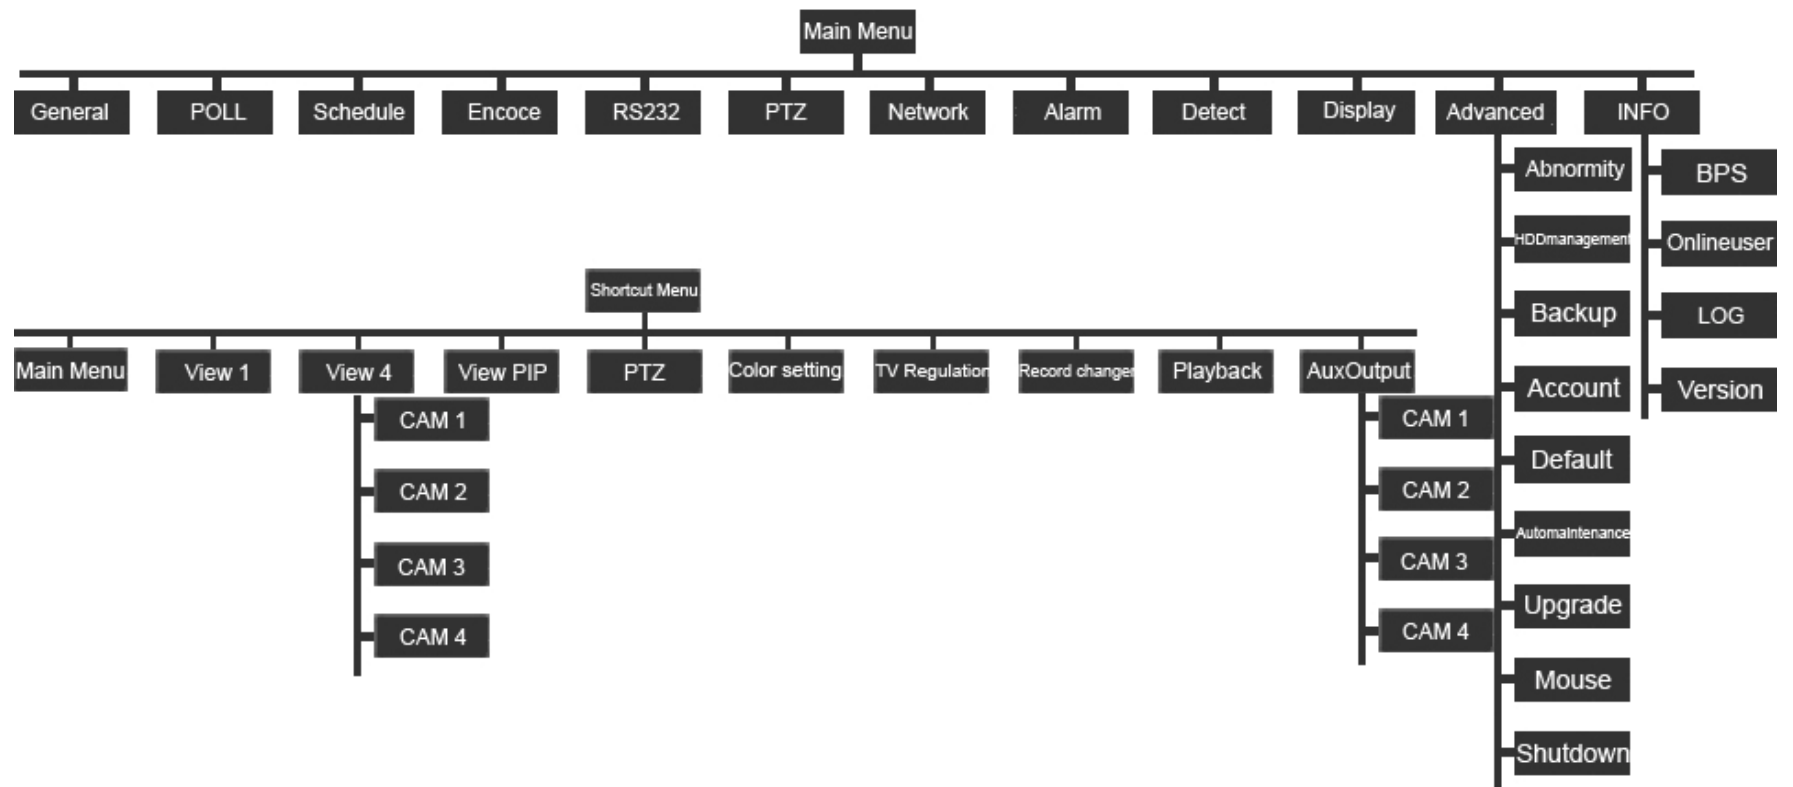 Main Menu
General
POLL
Schedule
Encoce
RS232
PTZ
Network
Alarm
Detect
Display
Advanced
INFO
Abnormity
HDDmanagement
Backup
Account
Default
AutomaIntenance
Upgrade
Mouse
Shutdown
BPS
Onlineuser
LOG
Version
Shortcut Menu
Main Menu
View 1
View 4
View PIP
PTZ
Color setting
TV Regulation
Record changer
Playback
AuxOutput
CAM 1
CAM 2
CAM 3
CAM 4
CAM 1
CAM 2
CAM 3
CAM 4